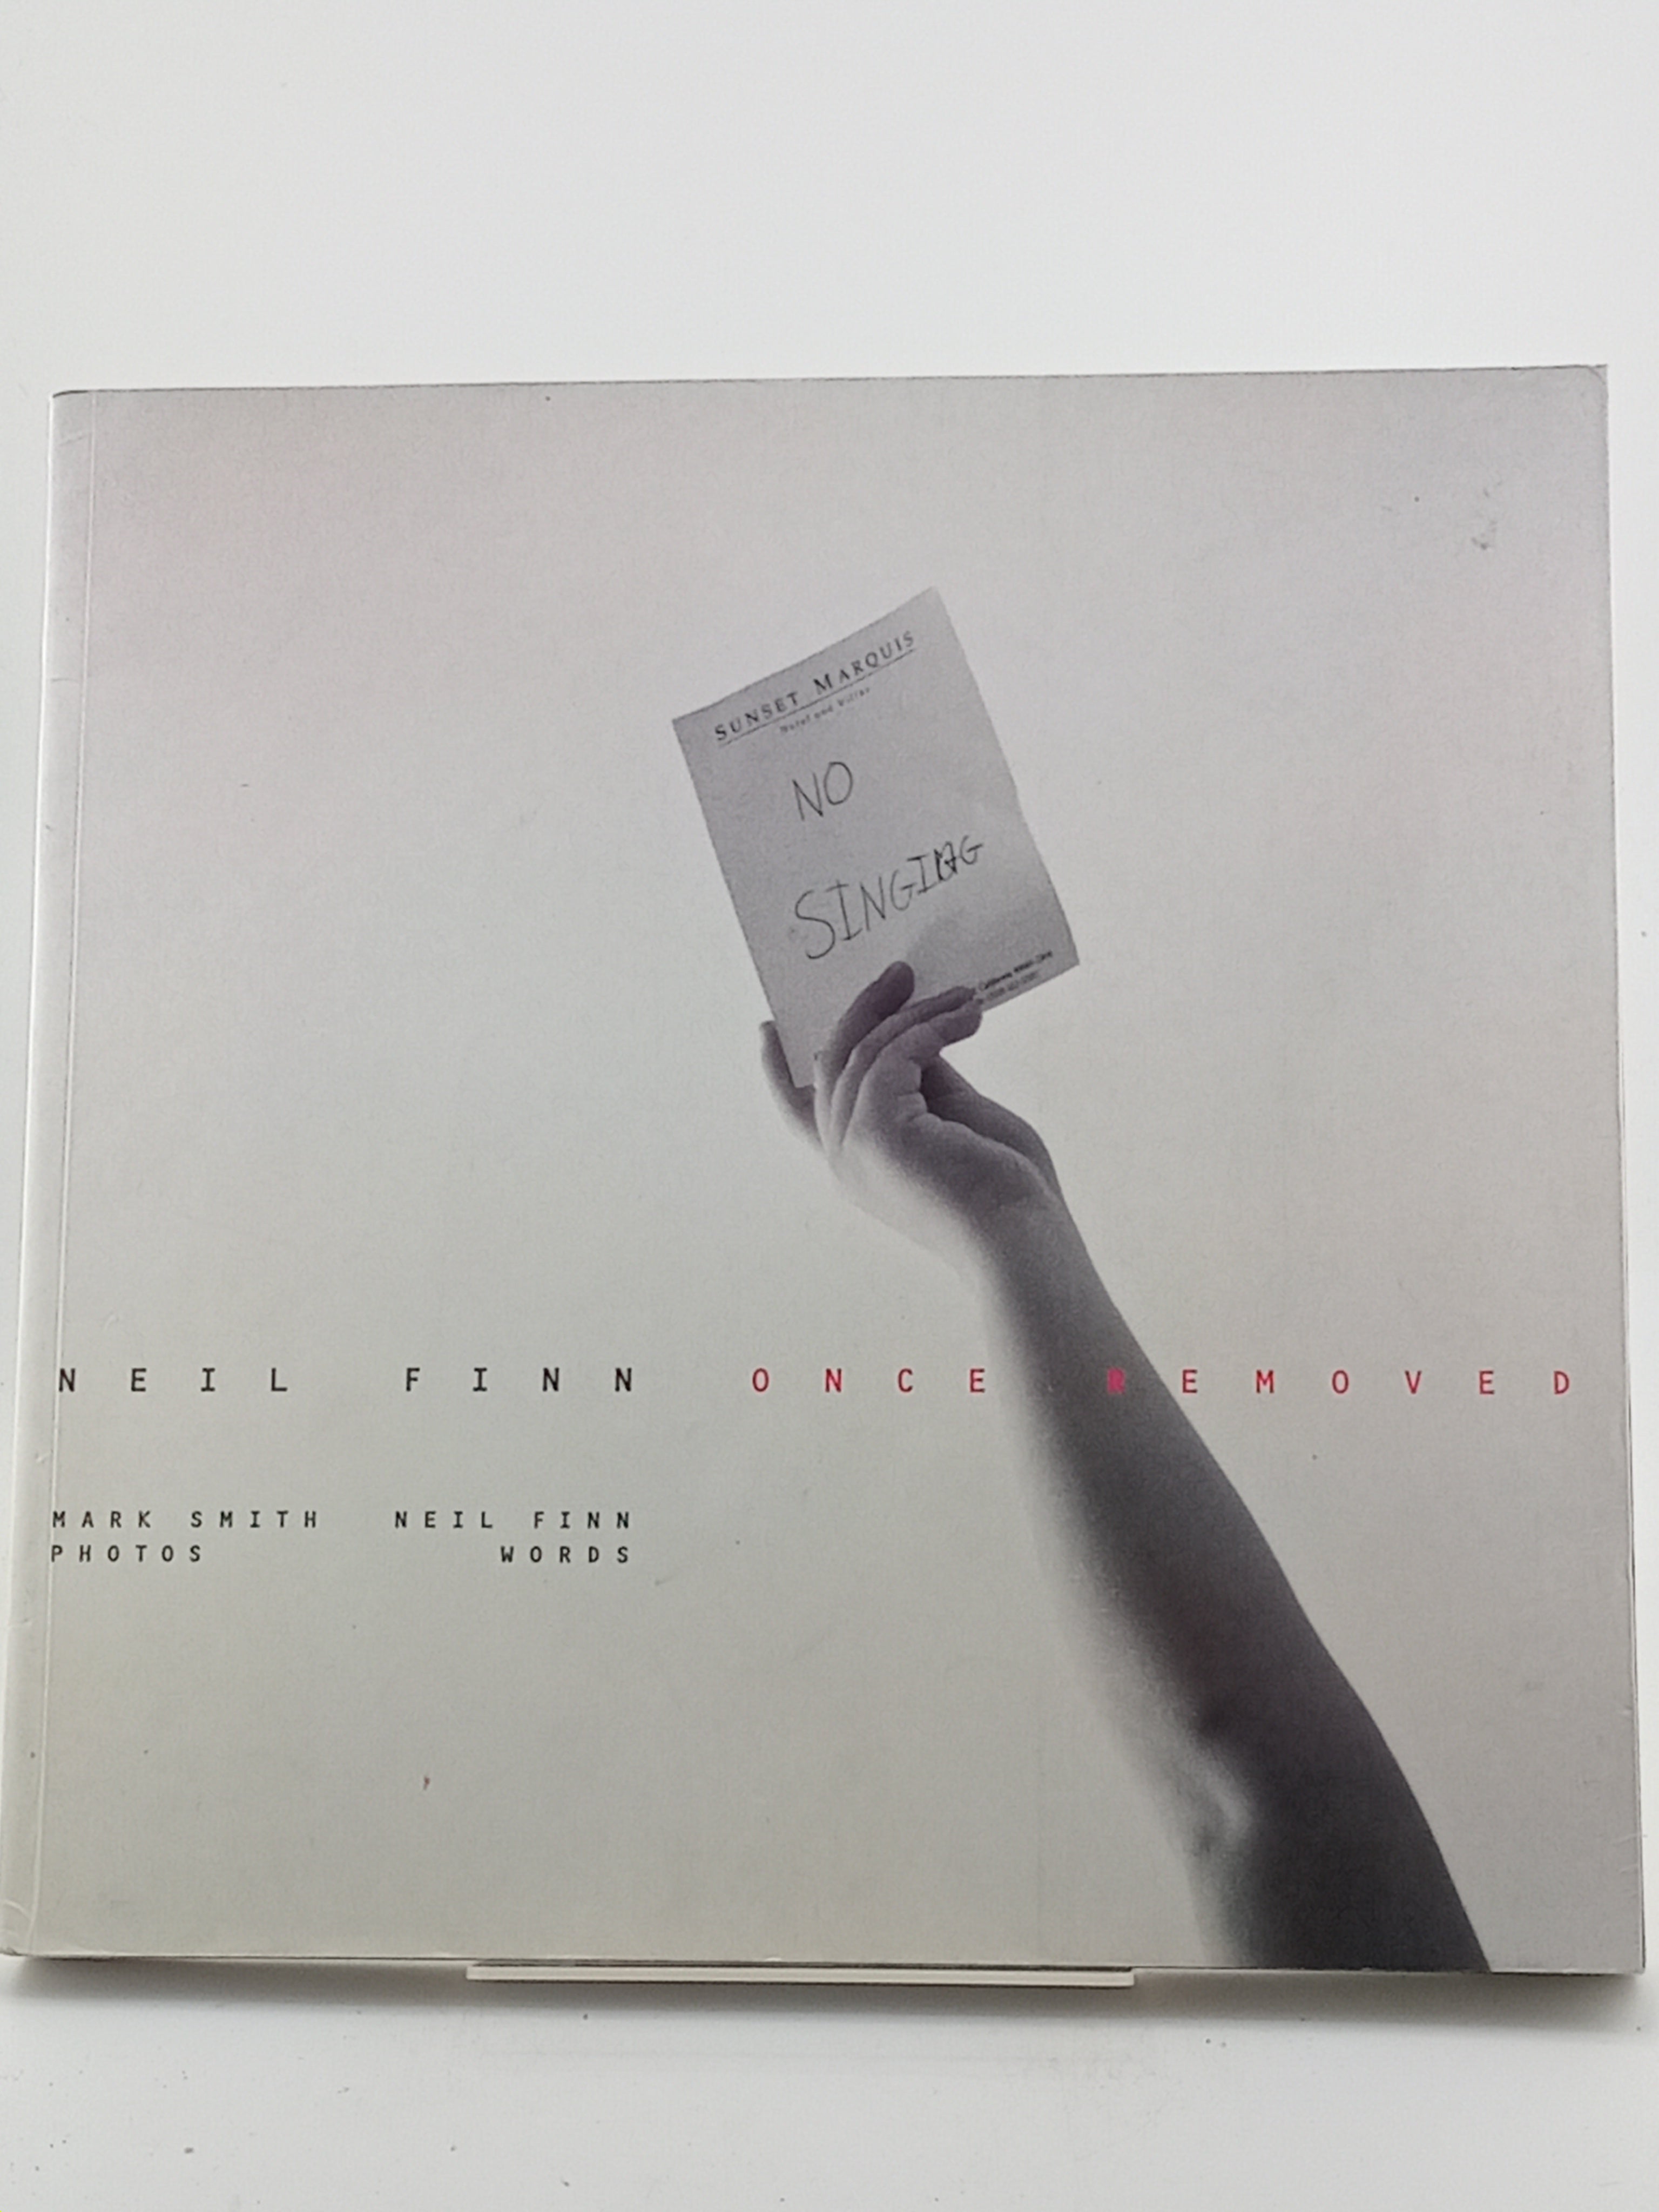 SUNSET MARQUIS
Hotel and Villas
NO
SINGING
NEIL FINN ONCE REMOVED
MARK SMITH NEIL FINN
PHOTOS WORDS